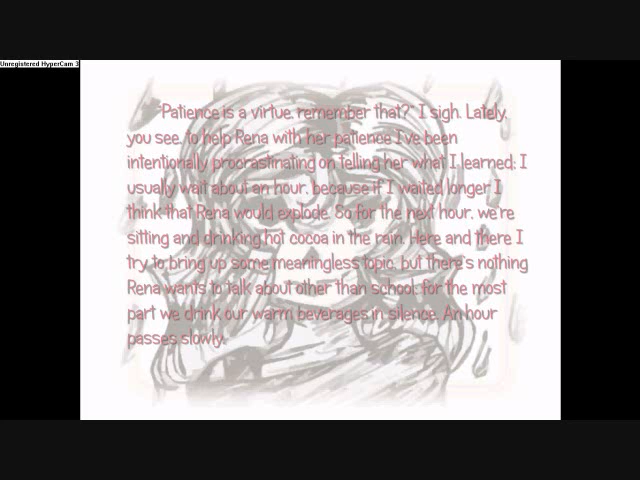 Unregistered HyperCam 3
"Patience is a virtue, remember that?" I sigh. Lately,
you see, to help Rena with her patience I've been
intentionally procrastinating on telling her what I learned; I
usually wait about an hour, because if I waited longer I
think that Rena would explode. So for the next hour, we're
sitting and drinking hot cocoa in the rain. Here and there I
try to bring up some meaningless topic, but there's nothing
Rena wants to talk about other than school, for the most
part we drink our warm beverages in silence. An hour
passes slowly.